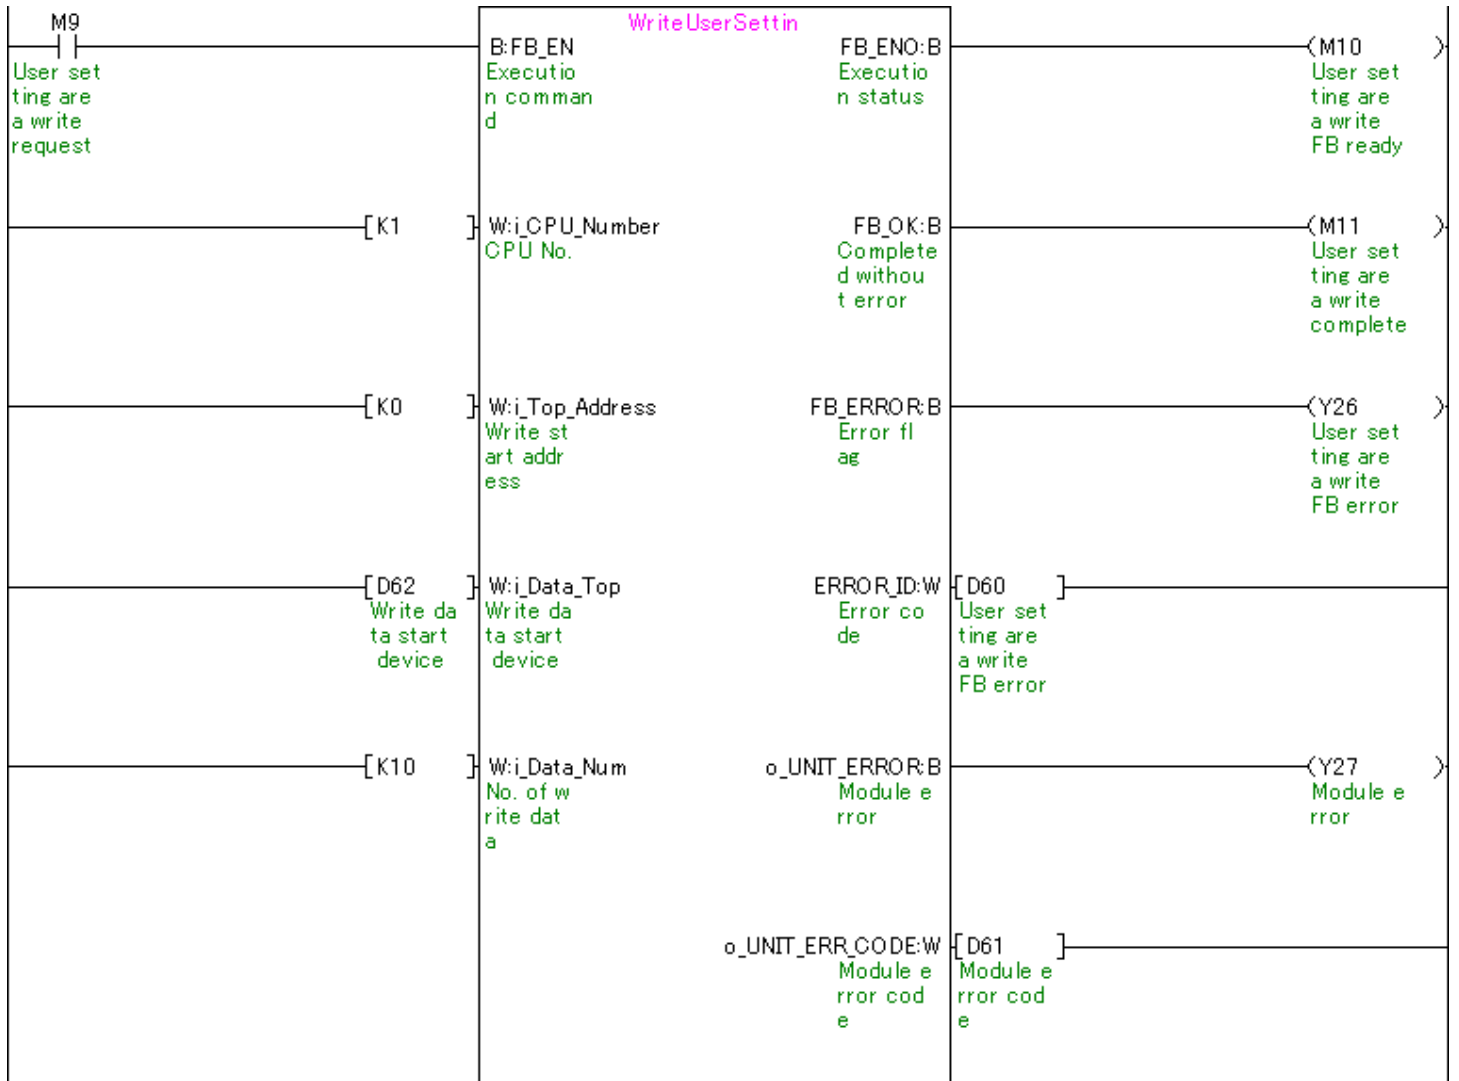 M9
User set
ting are
a write
request
WriteUserSettin
B:FB_EN
Executio
n comman
d
FB_ENO:B
Executio
n status
(M10 )
User set
ting are
a write
FB ready
[K1 ]
W:i_CPU_Number
CPU No.
FB_OK:B
Complete
d withou
t error
(M11 )
User set
ting are
a write
complete
[K0 ]
W:i_Top_Address
Write st
art addr
ess
FB_ERROR:B
Error fl
ag
(Y26 )
User set
ting are
a write
FB error
[D62 ]
Write da
ta start
device
W:i_Data_Top
Write da
ta start
device
ERROR_ID:W
Error co
de
[D60 ]
User set
ting are
a write
FB error
[K10 ]
W:i_Data_Num
No. of w
rite dat
a
o_UNIT_ERROR:B
Module e
rror
(Y27 )
Module e
rror
o_UNIT_ERR_CODE:W
Module e
rror cod
e
[D61 ]
Module e
rror cod
e